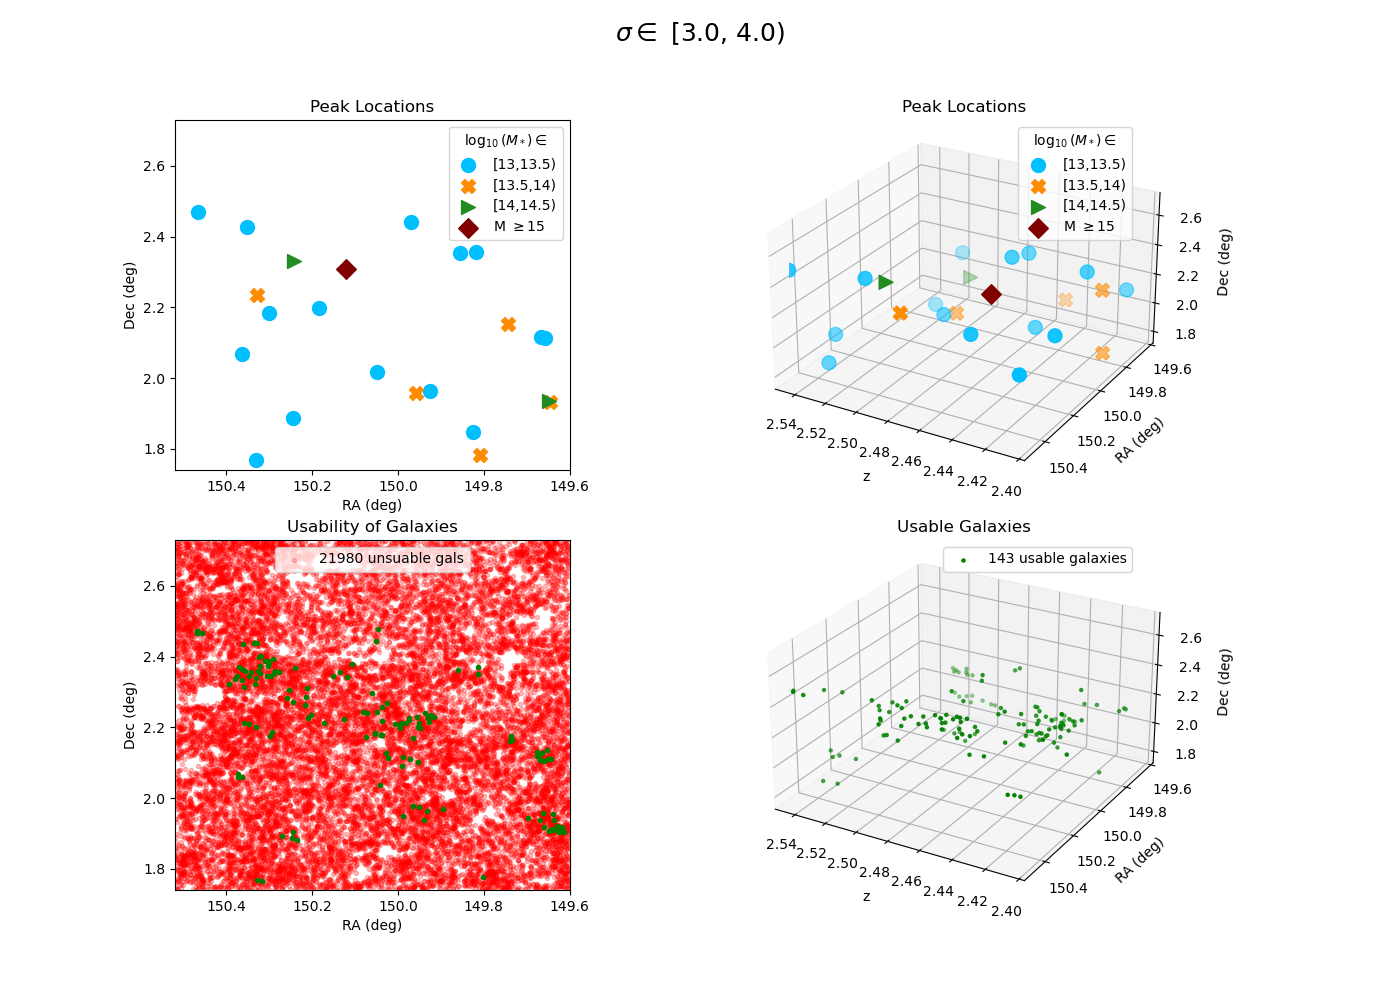 σ ∈ [3.0, 4.0)
Peak Locations
log₁₀(M*) ∈
[13,13.5)
[13.5,14)
[14,14.5)
M ≥15
2.6
2.4
2.2
2.0
1.8
Dec (deg)
150.4 150.2 150.0 149.8 149.6
RA (deg)
Peak Locations
log₁₀(M*) ∈
[13,13.5)
[13.5,14)
[14,14.5)
M ≥15
2.6
2.4
2.2
2.0
1.8
Dec (deg)
149.6
149.8
150.0
150.2
150.4
RA (deg)
2.54 2.52 2.50 2.48 2.46 2.44 2.42 2.40
z
Usability of Galaxies
21980 unsuable gals
2.6
2.4
2.2
2.0
1.8
Dec (deg)
150.4 150.2 150.0 149.8 149.6
RA (deg)
Usable Galaxies
143 usable galaxies
2.6
2.4
2.2
2.0
1.8
Dec (deg)
149.6
149.8
150.0
150.2
150.4
RA (deg)
2.54 2.52 2.50 2.48 2.46 2.44 2.42 2.40
z